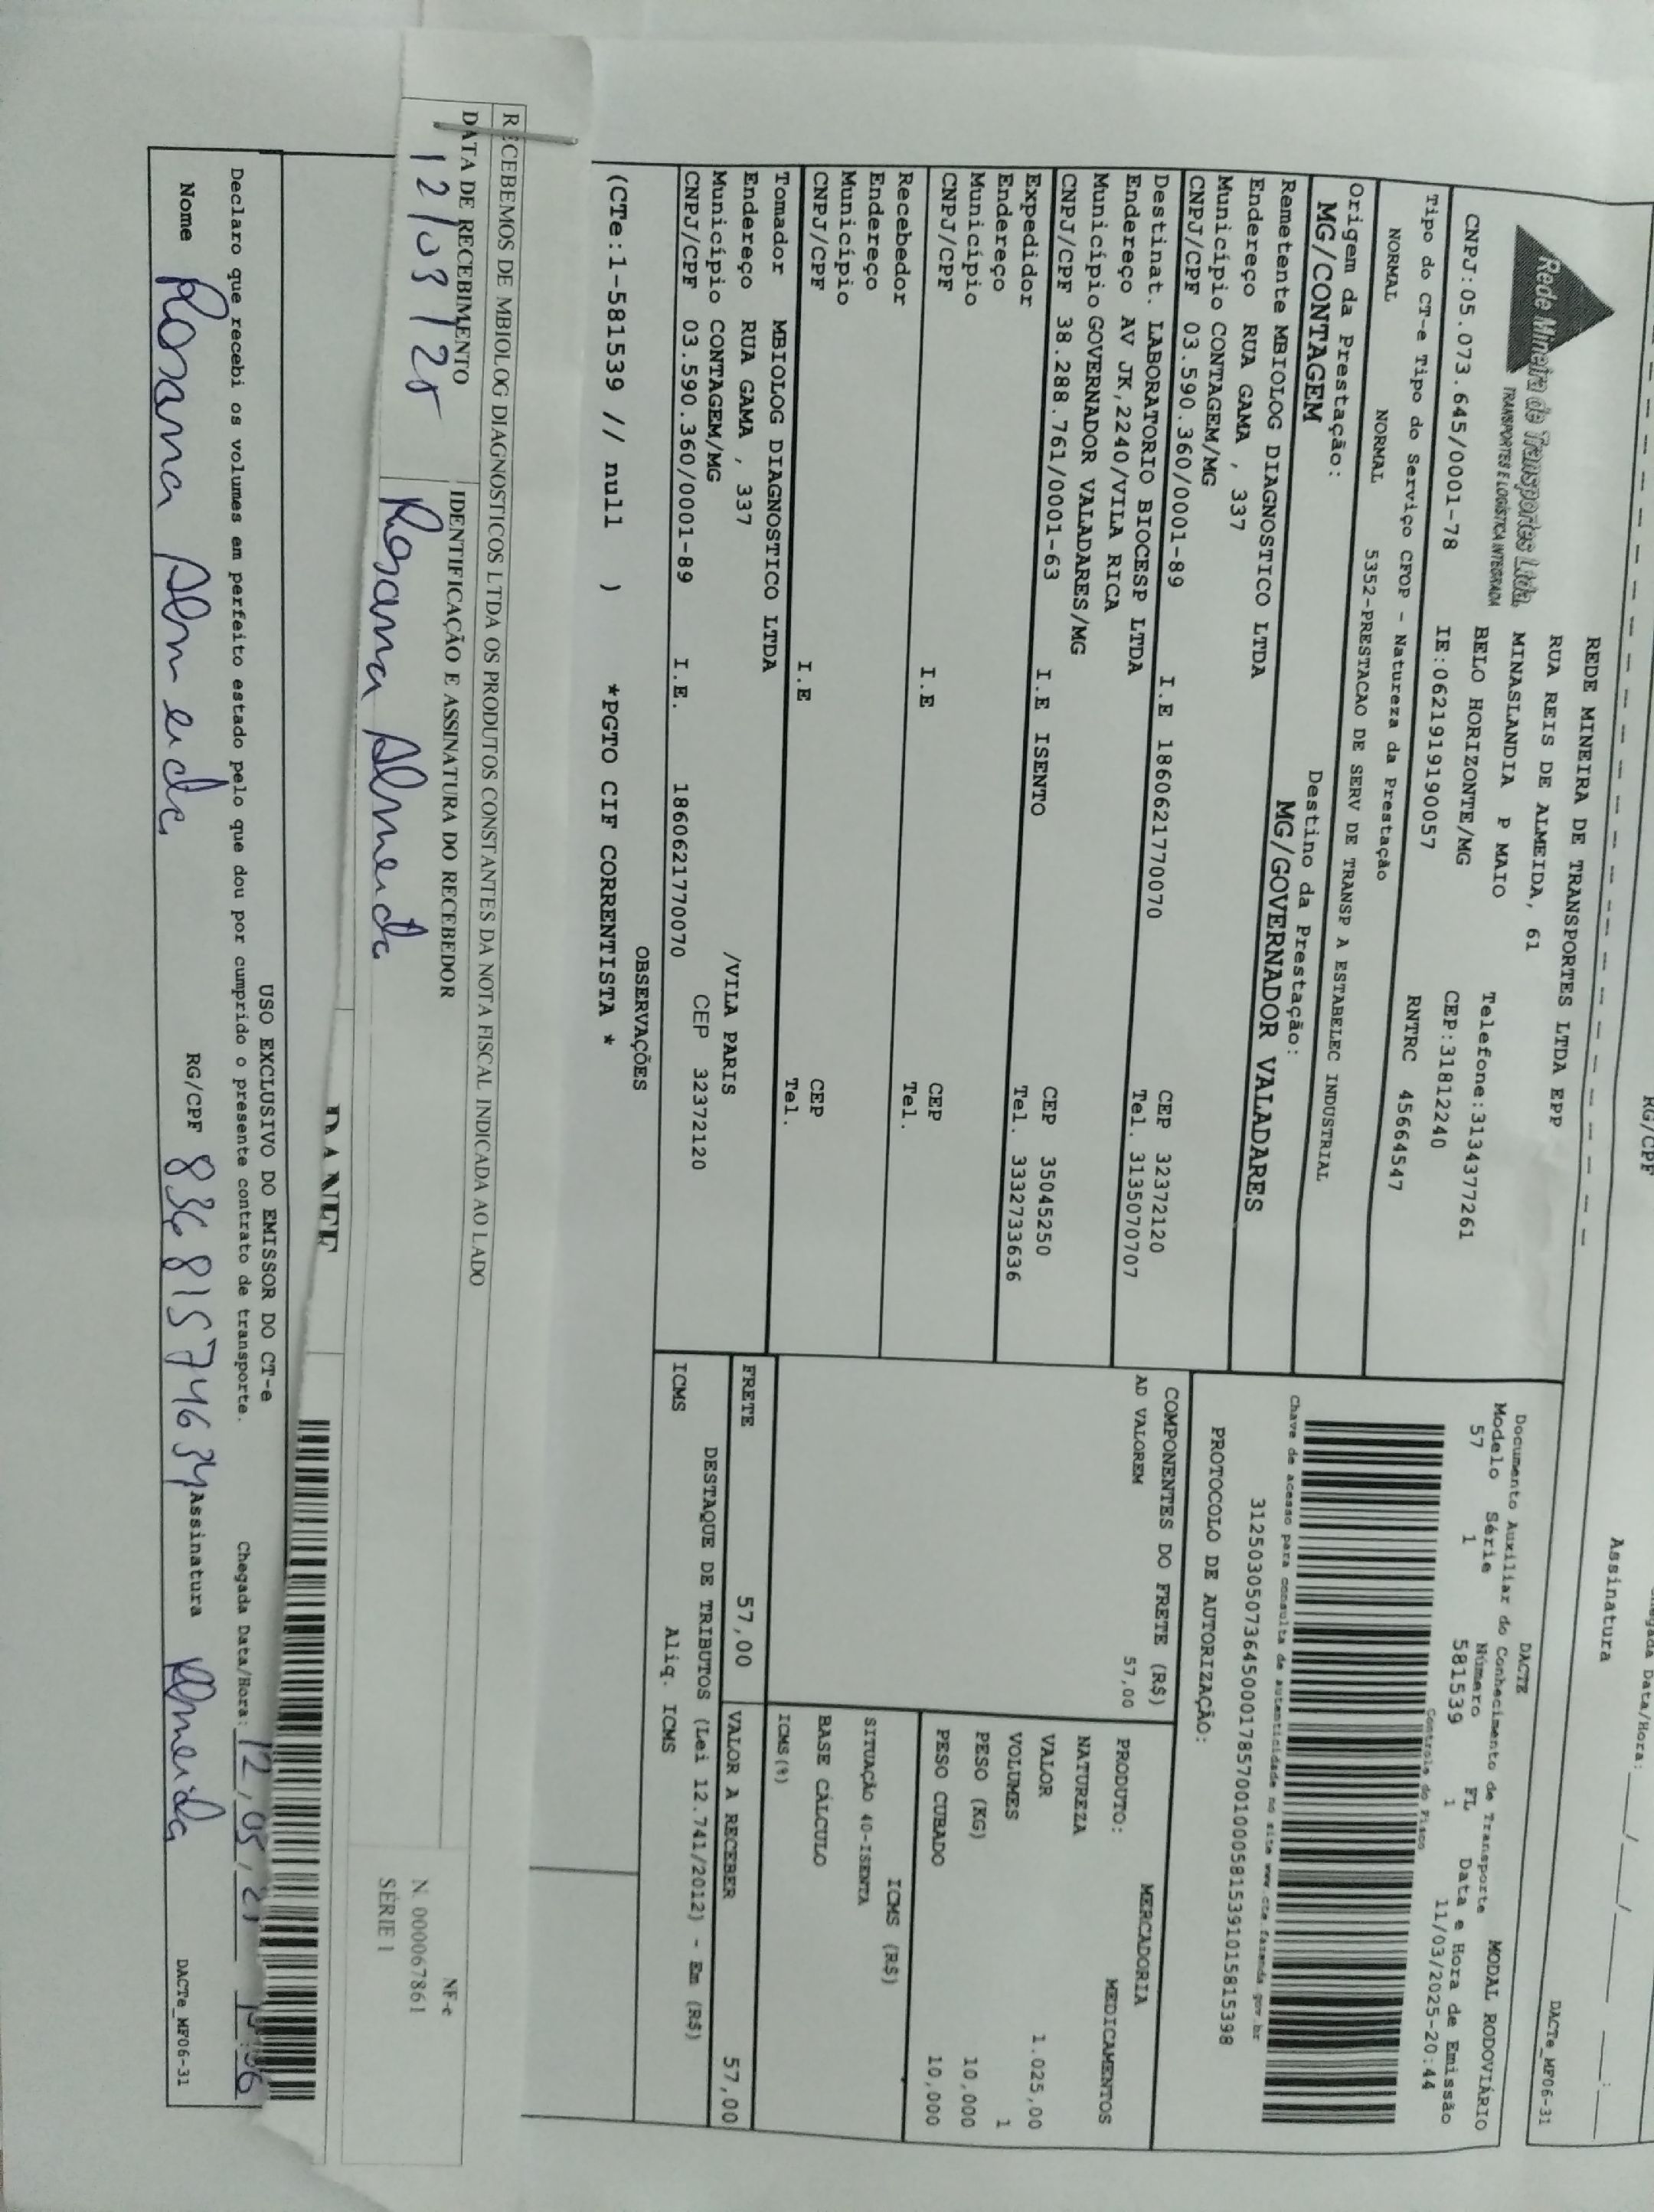 RG/CPF
Assinatura
Chegada Data/Hora: ___/___/___ ___:___
DACTe_MF06-31
Rede Mineira de Transportes Ltda.
TRANSPORTES E LOGÍSTICA INTEGRADA
REDE MINEIRA DE TRANSPORTES LTDA EPP
RUA REIS DE ALMEIDA, 61
MINASLANDIA P MAIO
BELO HORIZONTE/MG
Telefone:3134377261
CNPJ:05.073.645/0001-78
IE:0621919190057
CEP:31812240
RNTRC 45664547
DACTE
Documento Auxiliar do Conhecimento de Transporte
MODAL RODOVIÁRIO
Modelo Série Número FL Data e Hora de Emissão
57 1 581539 1 11/03/2025-20:44
Controle do Fisco
Tipo do CT-e Tipo do Serviço CFOP - Natureza da Prestação
NORMAL NORMAL 5352-PRESTACAO DE SERV DE TRANSP A ESTABELEC INDUSTRIAL
Chave de acesso para consulta de autenticidade no site www.cte.fazenda.gov.br
31250305073645000178570010005815391015815398
PROTOCOLO DE AUTORIZAÇÃO:
Origem da Prestação:
MG/CONTAGEM
Destino da Prestação:
MG/GOVERNADOR VALADARES
Remetente MBIOLOG DIAGNOSTICO LTDA
Endereço RUA GAMA , 337
Município CONTAGEM/MG
CEP 32372120
CNPJ/CPF 03.590.360/0001-89 I.E 1860621770070 Tel. 3135070707
Destinat. LABORATORIO BIOCESP LTDA
Endereço AV JK,2240/VILA RICA
Município GOVERNADOR VALADARES/MG
CEP 35045250
CNPJ/CPF 38.288.761/0001-63 I.E ISENTO Tel. 3332733636
Expedidor
Endereço
Município
CEP
CNPJ/CPF I.E Tel.
Recebedor
Endereço
Município
CEP
CNPJ/CPF I.E Tel.
Tomador MBIOLOG DIAGNOSTICO LTDA
Endereço RUA GAMA , 337 /VILA PARIS
Município CONTAGEM/MG CEP 32372120
CNPJ/CPF 03.590.360/0001-89 I.E. 1860621770070
COMPONENTES DO FRETE (R$)
AD VALOREM 57,00
MERCADORIA
PRODUTO: MEDICAMENTOS
NATUREZA
VALOR 1.025,00
VOLUMES 1
PESO (KG) 10,000
PESO CUBADO 10,000
ICMS (R$)
SITUAÇÃO 40-ISENTA
BASE CÁLCULO
ICMS(%)
FRETE 57,00
VALOR A RECEBER 57,00
DESTAQUE DE TRIBUTOS (Lei 12.741/2012) - Em (R$)
ICMS Aliq. ICMS
OBSERVAÇÕES
(CTe:1-581539 // null ) *PGTO CIF CORRENTISTA *
RECEBEMOS DE MBIOLOG DIAGNOSTICOS LTDA OS PRODUTOS CONSTANTES DA NOTA FISCAL INDICADA AO LADO
DATA DE RECEBIMENTO
IDENTIFICAÇÃO E ASSINATURA DO RECEBEDOR
12/03/25
Rosana Almeida
NF-e
N. 000067861
SÉRIE 1
DANFE
USO EXCLUSIVO DO EMISSOR DO CT-e
Declaro que recebi os volumes em perfeito estado pelo que dou por cumprido o presente contrato de transporte.
Chegada Data/Hora: 12/03/
Nome Rosana Almeida
RG/CPF
Assinatura Almeida
DACTe_MF06-31